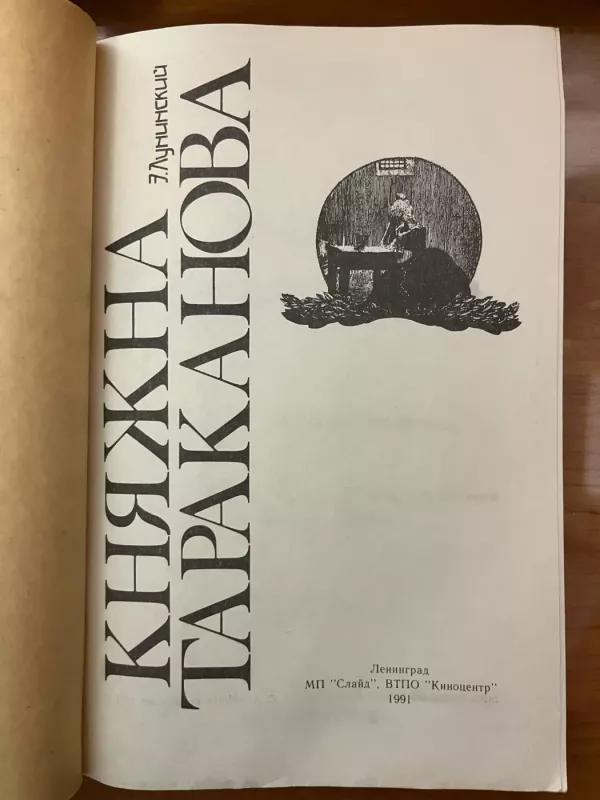 Э.Лунинский
КНЯЖНА
ТАРАКАНОВА
Ленинград
МП "Слайд", ВТПО "Киноцентр"
1991